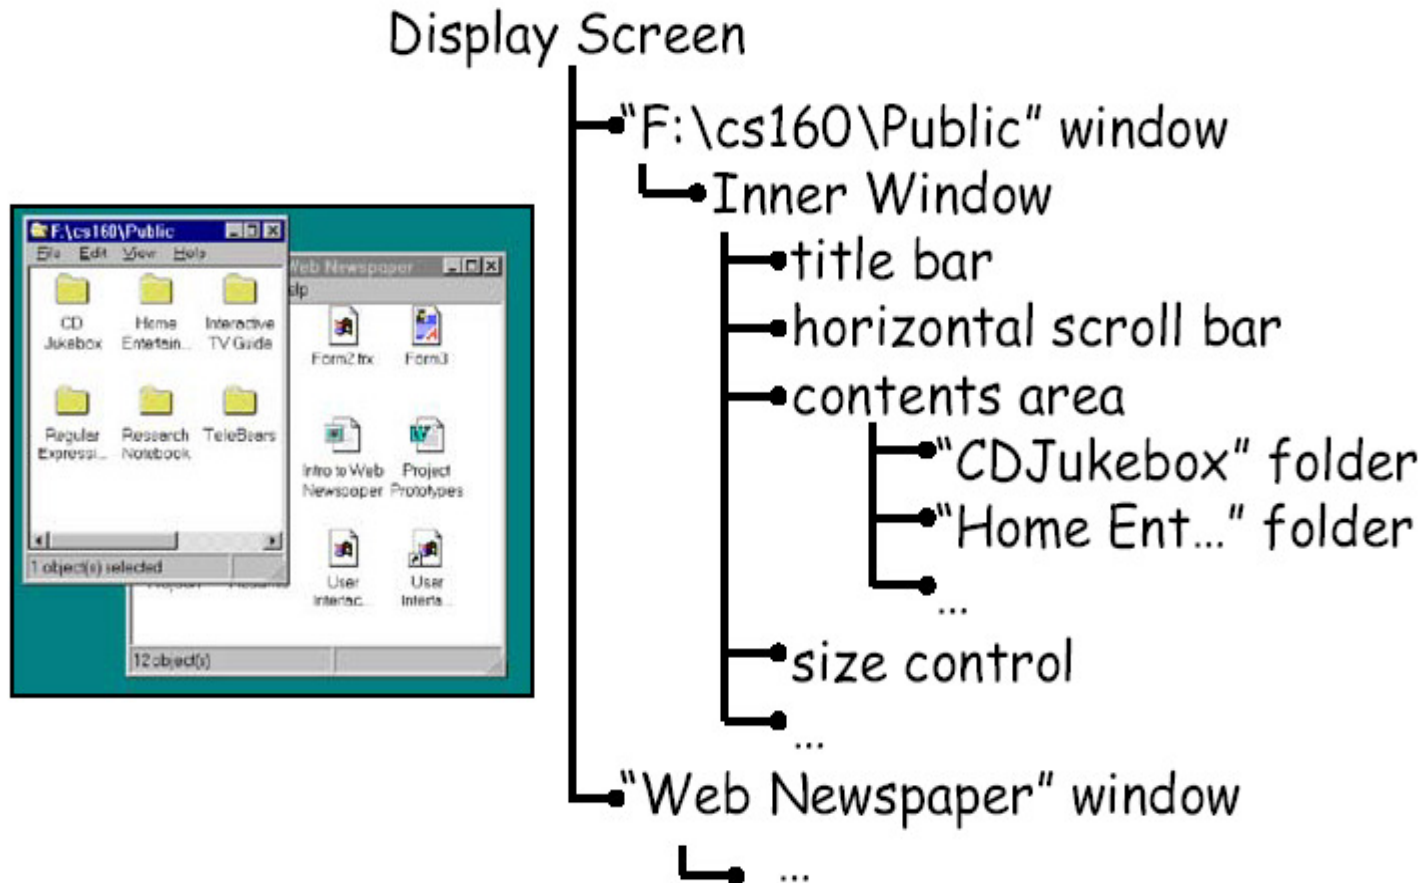 Display Screen
“F:\cs160\Public” window
Inner Window
title bar
horizontal scroll bar
contents area
“CDJukebox” folder
“Home Ent…” folder
…
size control
…
“Web Newspaper” window
…
F:\cs160\Public
File Edit View Help
CD Jukebox
Home Entertain...
Interactive TV Guide
Regular Expressi...
Research Notebook
TeleBears
1 object(s) selected
Web Newspaper
elp
Form2.frx
Form3
Intro to Web Newspaper
Project Prototypes
User Interfac...
User Interfa...
12 object(s)